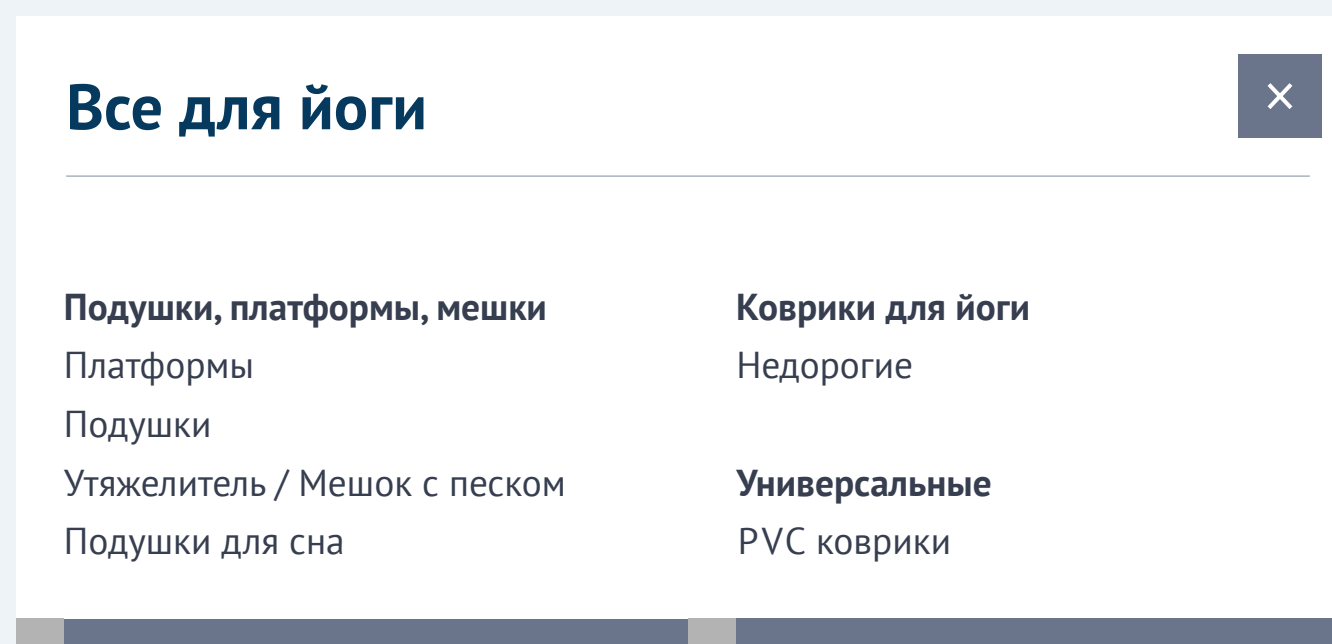 Все для йоги
Подушки, платформы, мешки
Платформы
Подушки
Утяжелитель / Мешок с песком
Подушки для сна
Коврики для йоги
Недорогие
Универсальные
PVC коврики